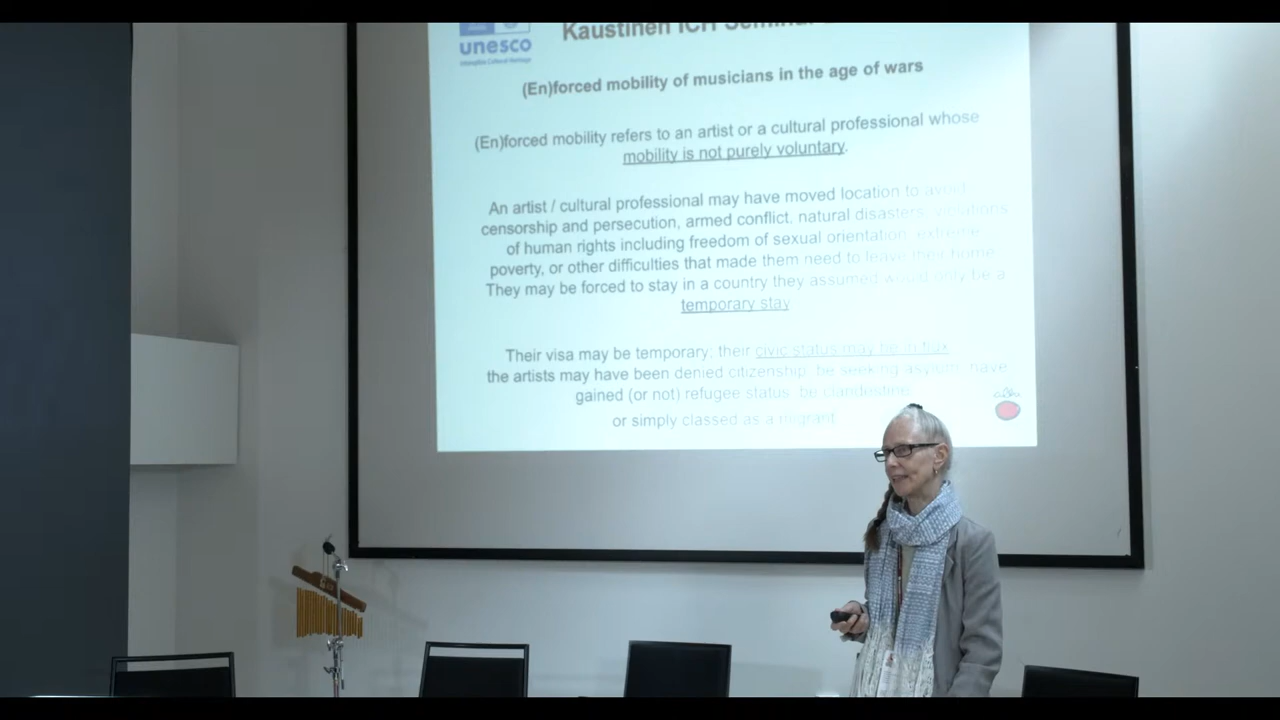 unesco
Intangible Cultural Heritage
Kaustinen ICH Seminar
(En)forced mobility of musicians in the age of wars
(En)forced mobility refers to an artist or a cultural professional whose
mobility is not purely voluntary.
An artist / cultural professional may have moved location to avoid
censorship and persecution, armed conflict, natural disasters, violations
of human rights including freedom of sexual orientation, extreme
poverty, or other difficulties that made them need to leave their home.
They may be forced to stay in a country they assumed would only be a
temporary stay
Their visa may be temporary; their civic status may be in flux
the artists may have been denied citizenship, be seeking asylum, have
gained (or not) refugee status, be clandestine,
or simply classed as a migrant